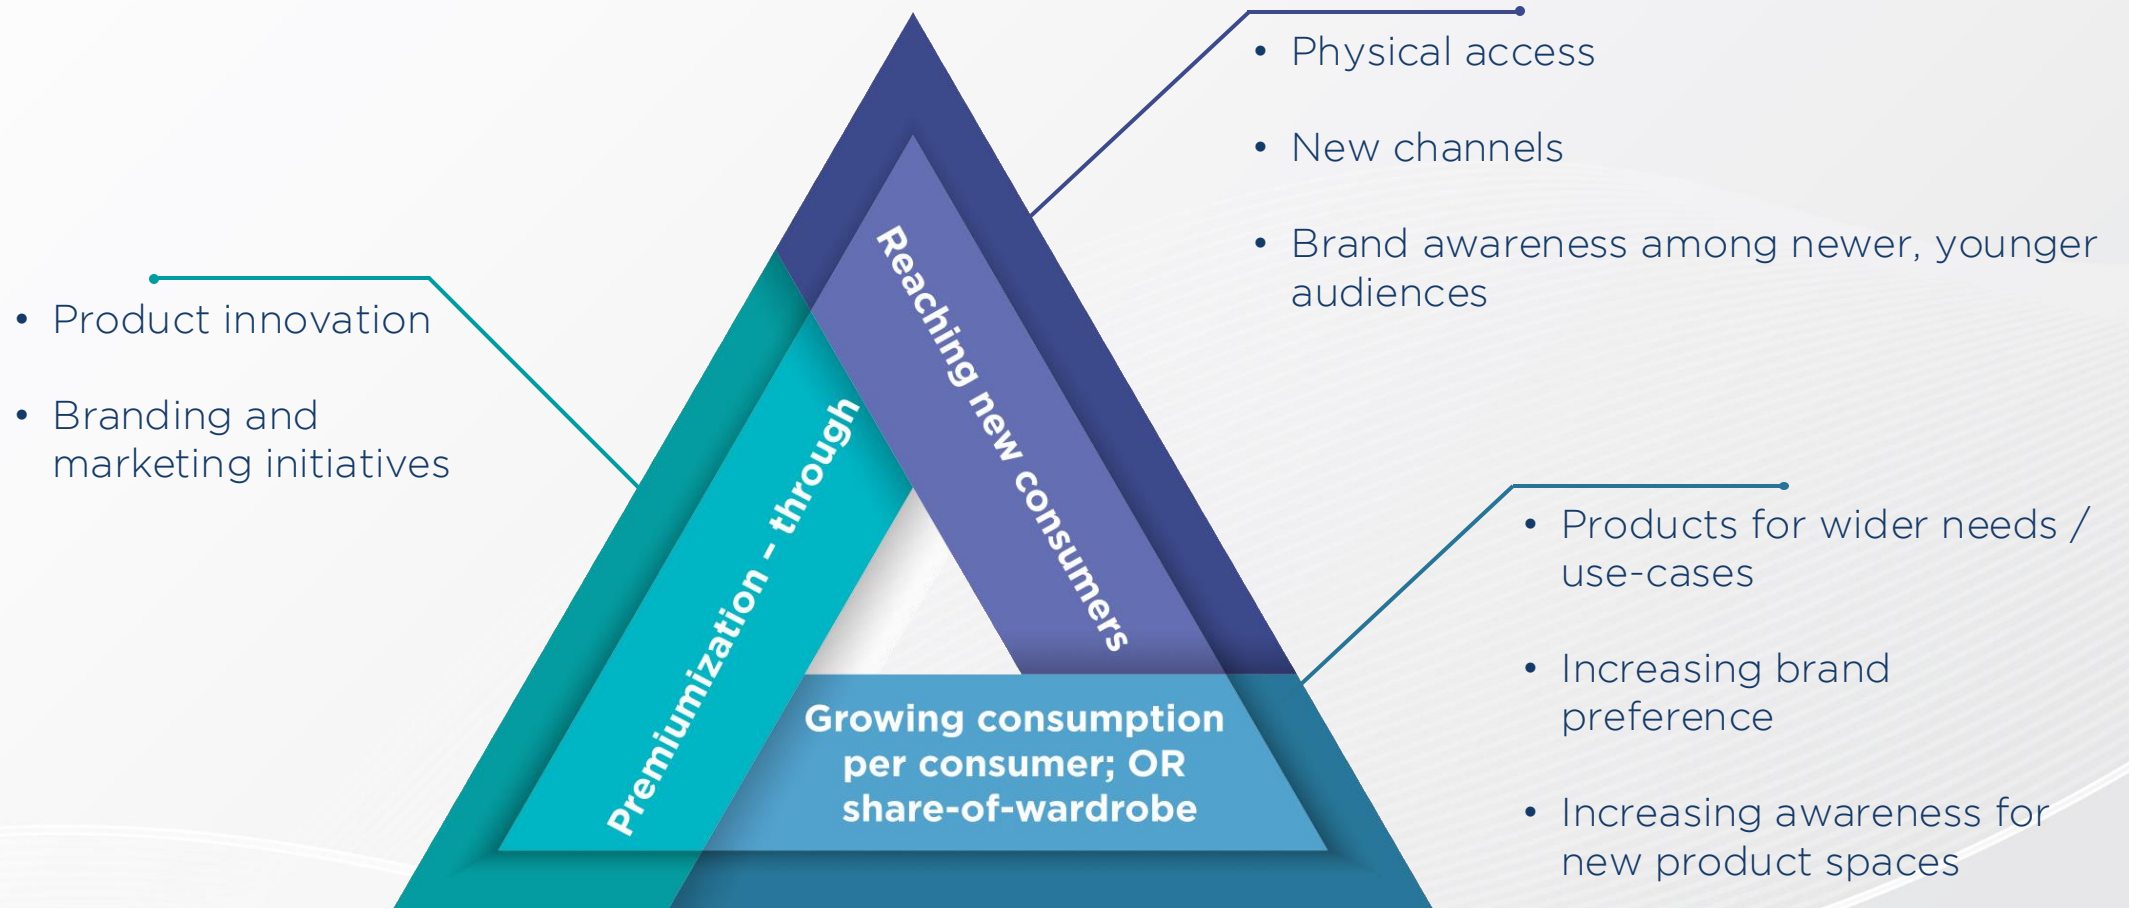 • Physical access
• New channels
• Brand awareness among newer, younger
audiences
• Product innovation
• Branding and
marketing initiatives
Reaching new consumers
Premiumization - through
Growing consumption
per consumer; OR
share-of-wardrobe
• Products for wider needs /
use-cases
• Increasing brand
preference
• Increasing awareness for
new product spaces